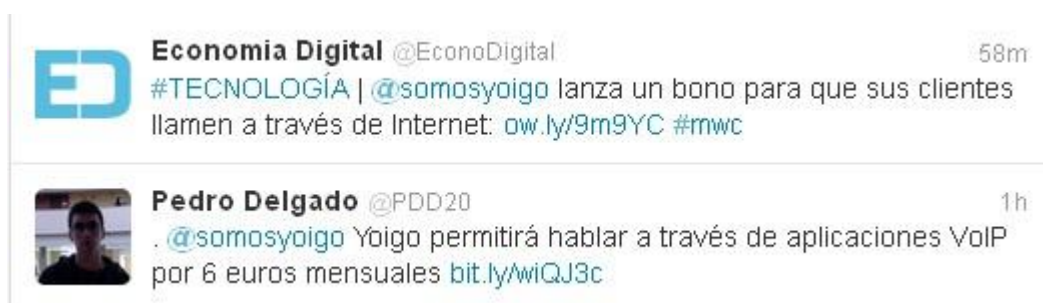 Economia Digital @EconoDigital 58m
#TECNOLOGÍA | @somosyoigo lanza un bono para que sus clientes
llamen a través de Internet: ow.ly/9m9YC #mwc
Pedro Delgado @PDD20 1h
. @somosyoigo Yoigo permitirá hablar a través de aplicaciones VoIP
por 6 euros mensuales bit.ly/wiQJ3c